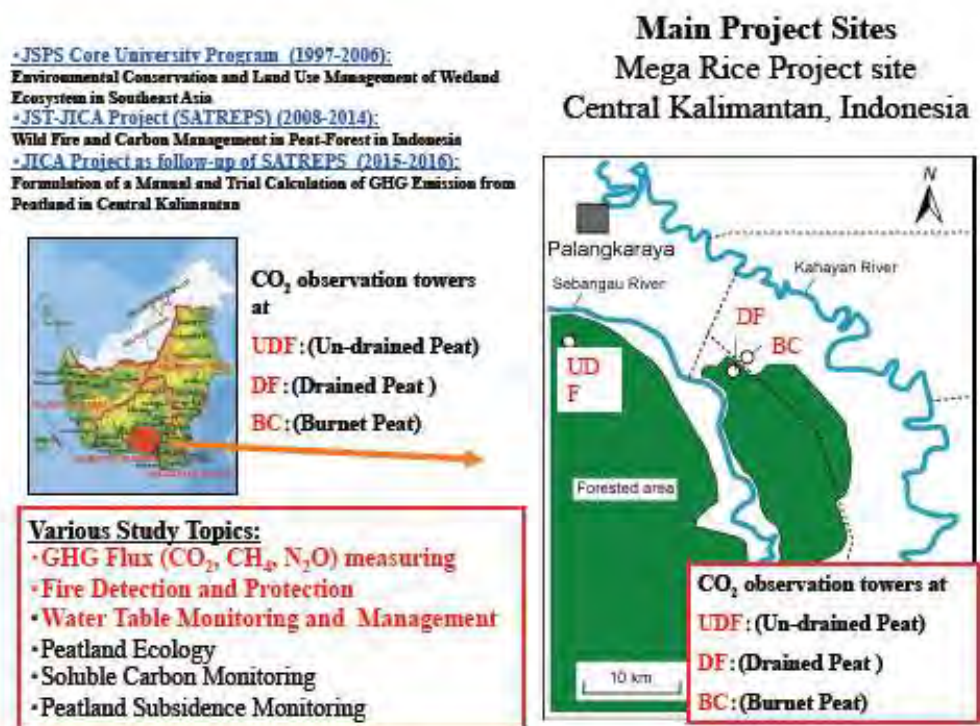 •JSPS Core University Program (1997-2006):
Environmental Conservation and Land Use Management of Wetland
Ecosystem in Southeast Asia
•JST-JICA Project (SATREPS) (2008-2014):
Wild Fire and Carbon Management in Peat-Forest in Indonesia
•JICA Project as follow-up of SATREPS (2015-2016):
Formulation of a Manual and Trial Calculation of GHG Emission from
Peatland in Central Kalimantan
Main Project Sites
Mega Rice Project site
Central Kalimantan, Indonesia
CO₂ observation towers
at
UDF:(Un-drained Peat)
DF:(Drained Peat )
BC:(Burnet Peat)
N
Palangkaraya
Kahayan River
Sebangau River
DF
BC
UD
F
Forested area
10 km
CO₂ observation towers at
UDF:(Un-drained Peat)
DF:(Drained Peat )
BC:(Burnet Peat)
Various Study Topics:
•GHG Flux (CO₂, CH₄, N₂O) measuring
•Fire Detection and Protection
•Water Table Monitoring and Management
•Peatland Ecology
•Soluble Carbon Monitoring
•Peatland Subsidence Monitoring